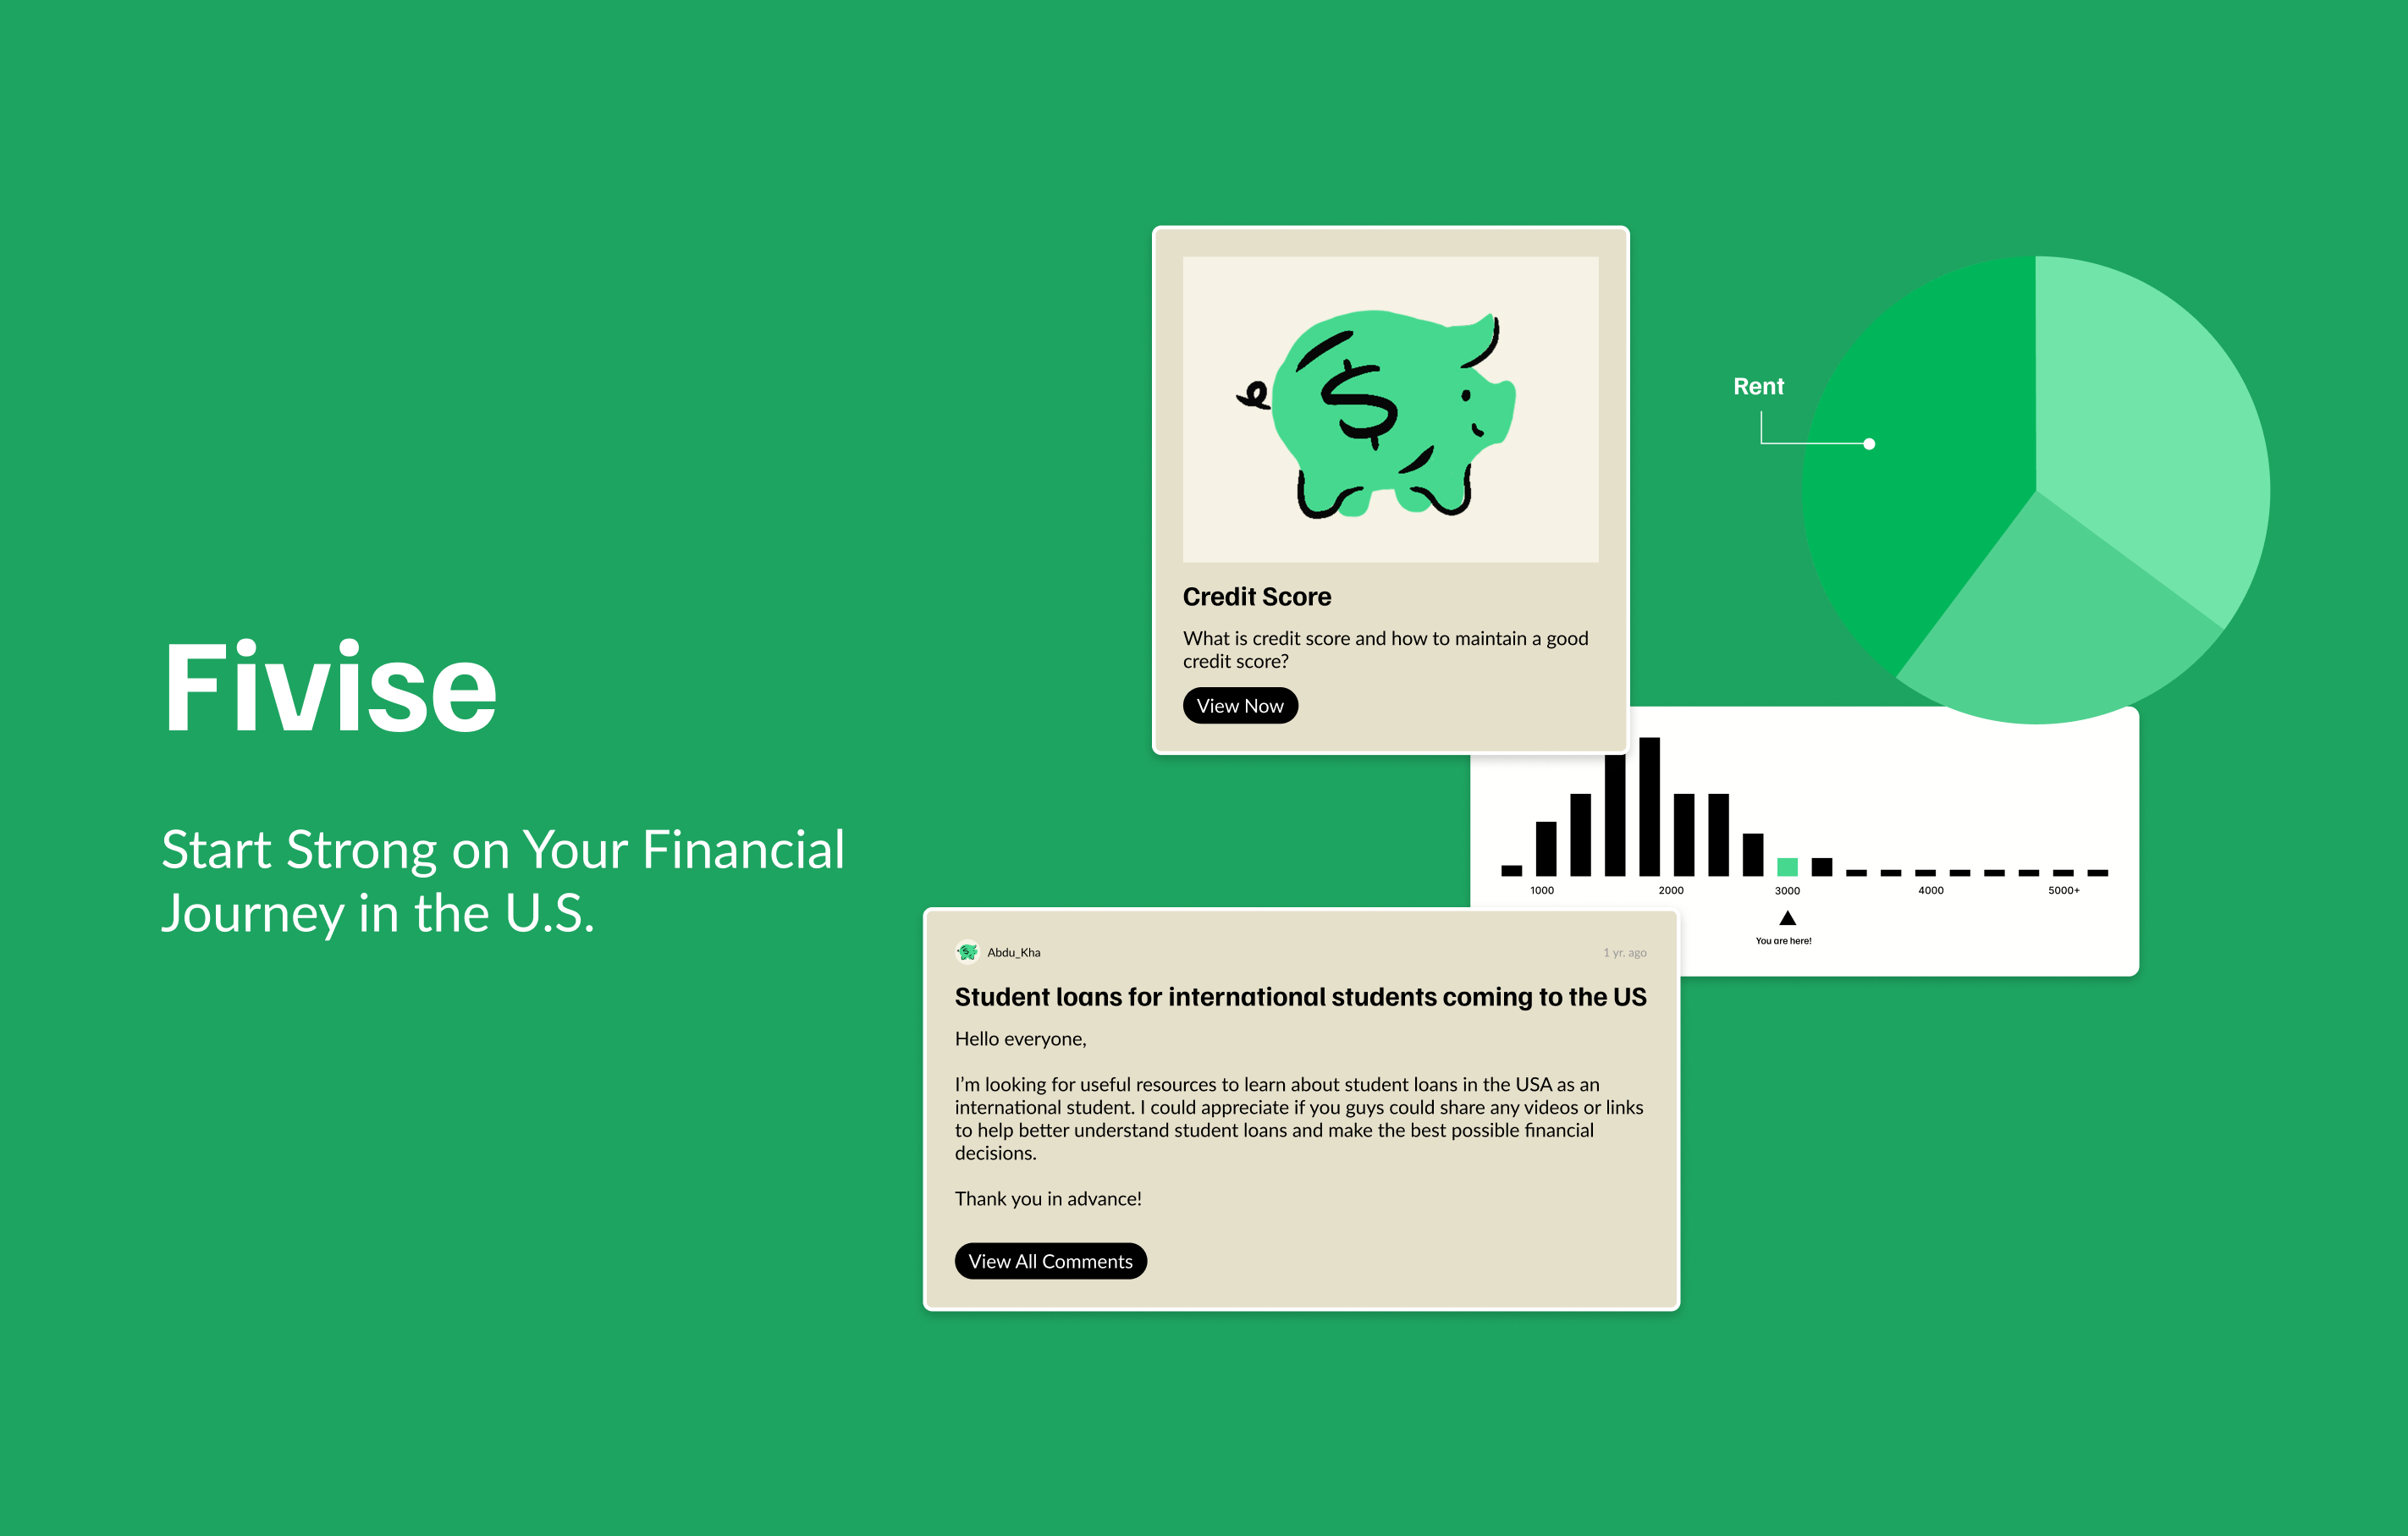 Fivise
Start Strong on Your Financial
Journey in the U.S.
$
Credit Score
What is credit score and how to maintain a good
credit score?
View Now
Rent
1000 2000 3000 4000 5000+
You are here!
Abdu_Kha 1 yr. ago
Student loans for international students coming to the US
Hello everyone,
I'm looking for useful resources to learn about student loans in the USA as an
international student. I could appreciate if you guys could share any videos or links
to help better understand student loans and make the best possible financial
decisions.
Thank you in advance!
View All Comments